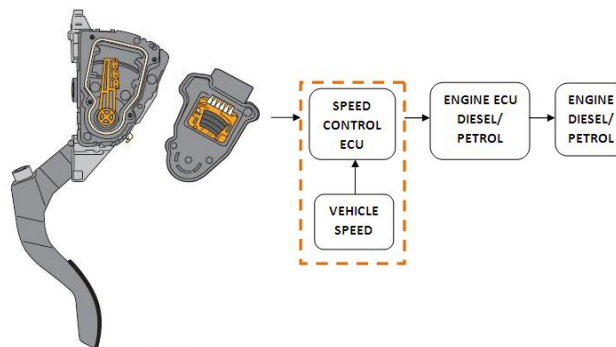 SPEED
CONTROL
ECU
ENGINE ECU
DIESEL/
PETROL
ENGINE
DIESEL/
PETROL
VEHICLE
SPEED